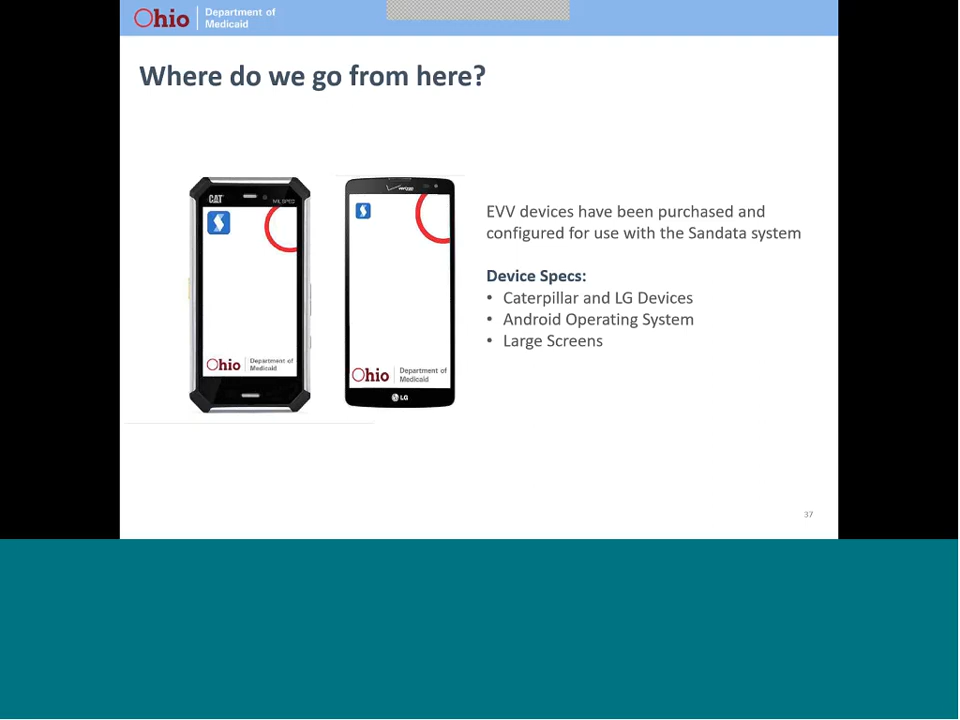 Ohio
Department of
Medicaid
Where do we go from here?
CAT
verizon
EVV devices have been purchased and
configured for use with the Sandata system
Device Specs:
• Caterpillar and LG Devices
• Android Operating System
• Large Screens
Ohio
Department of
Medicaid
Ohio
Department of
Medicaid
LG
37